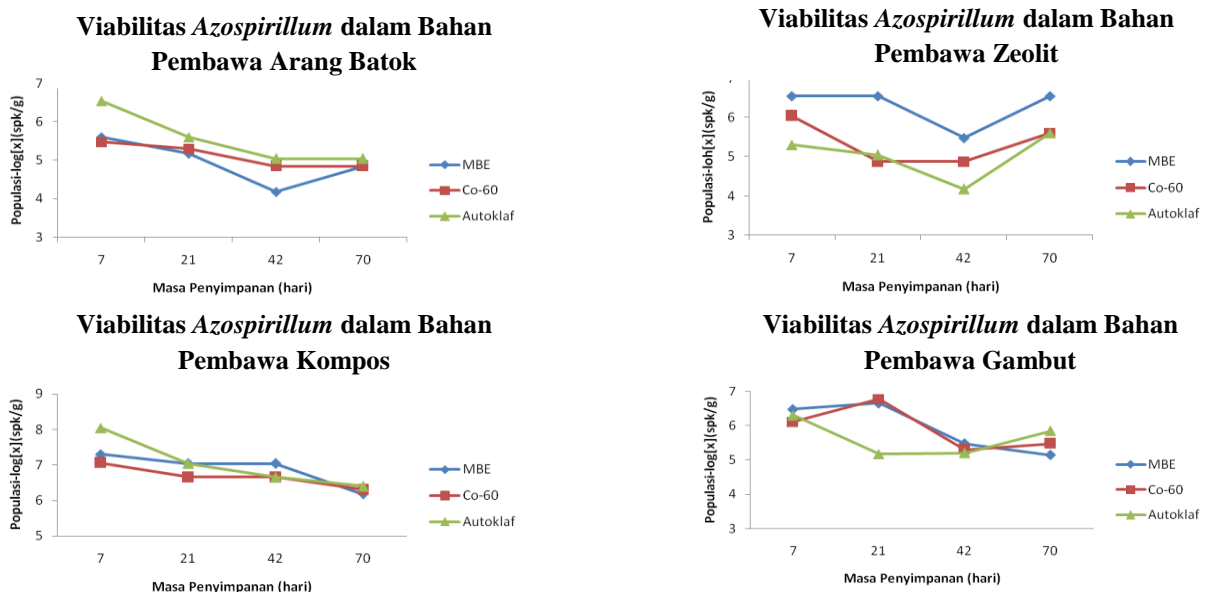 Viabilitas Azospirillum dalam Bahan
Pembawa Arang Batok
Populasi-log[x](spk/g)
7
6
5
4
3
7 21 42 70
Masa Penyimpanan (hari)
MBE
Co-60
Autoklaf
Viabilitas Azospirillum dalam Bahan
Pembawa Zeolit
Populasi-loh[x](spk/g)
6
5
4
3
7 21 42 70
Masa Penyimpanan (hari)
MBE
Co-60
Autoklaf
Viabilitas Azospirillum dalam Bahan
Pembawa Kompos
Populasi-log[x](spk/g)
9
8
7
6
5
7 21 42 70
Masa Penyimpanan (hari)
MBE
Co-60
Autoklaf
Viabilitas Azospirillum dalam Bahan
Pembawa Gambut
Populasi-log[x](spk/g)
7
6
5
4
3
7 21 42 70
Masa Penyimpanan (hari)
MBE
Co-60
Autoklaf